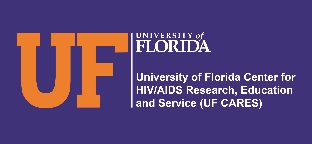 UF
UNIVERSITY of
FLORIDA
University of Florida Center for
HIV/AIDS Research, Education
and Service (UF CARES)